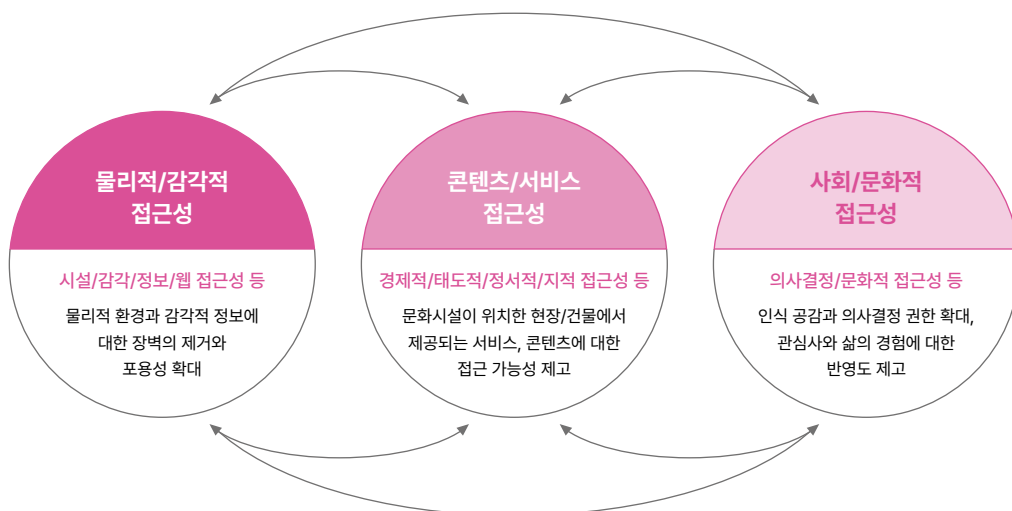 물리적/감각적
접근성
시설/감각/정보/웹 접근성 등
물리적 환경과 감각적 정보에
대한 장벽의 제거와
포용성 확대
콘텐츠/서비스
접근성
경제적/태도적/정서적/지적 접근성 등
문화시설이 위치한 현장/건물에서
제공되는 서비스, 콘텐츠에 대한
접근 가능성 제고
사회/문화적
접근성
의사결정/문화적 접근성 등
인식 공감과 의사결정 권한 확대,
관심사와 삶의 경험에 대한
반영도 제고